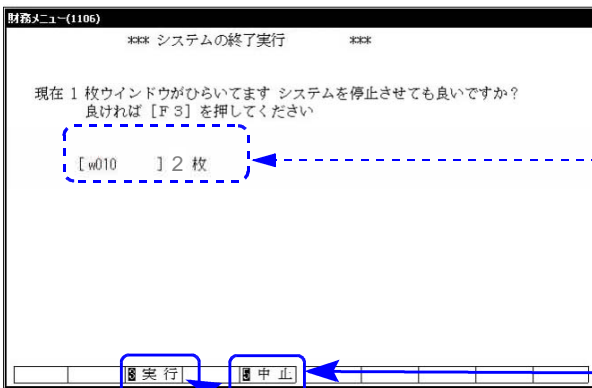 財務メニュー(1106)
*** システムの終了実行 ***
現在 1 枚ウインドウがひらいてます システムを停止させても良いですか？
良ければ [F3] を押してください
[w010 ] 2 枚
3 実 行 5 中 止